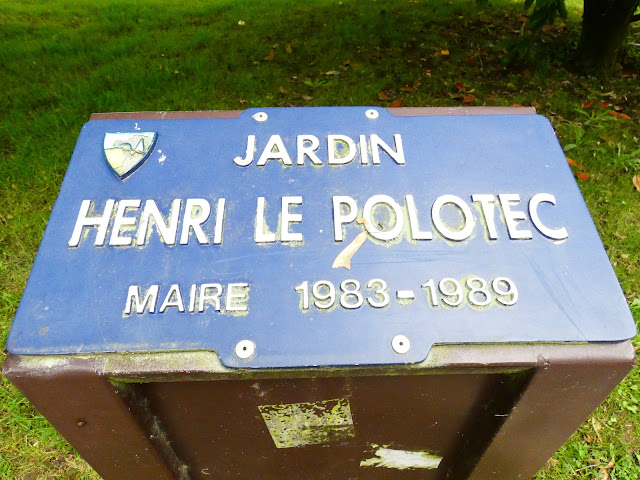 JARDIN
HENRI LE POLOTEC
MAIRE 1983-1989